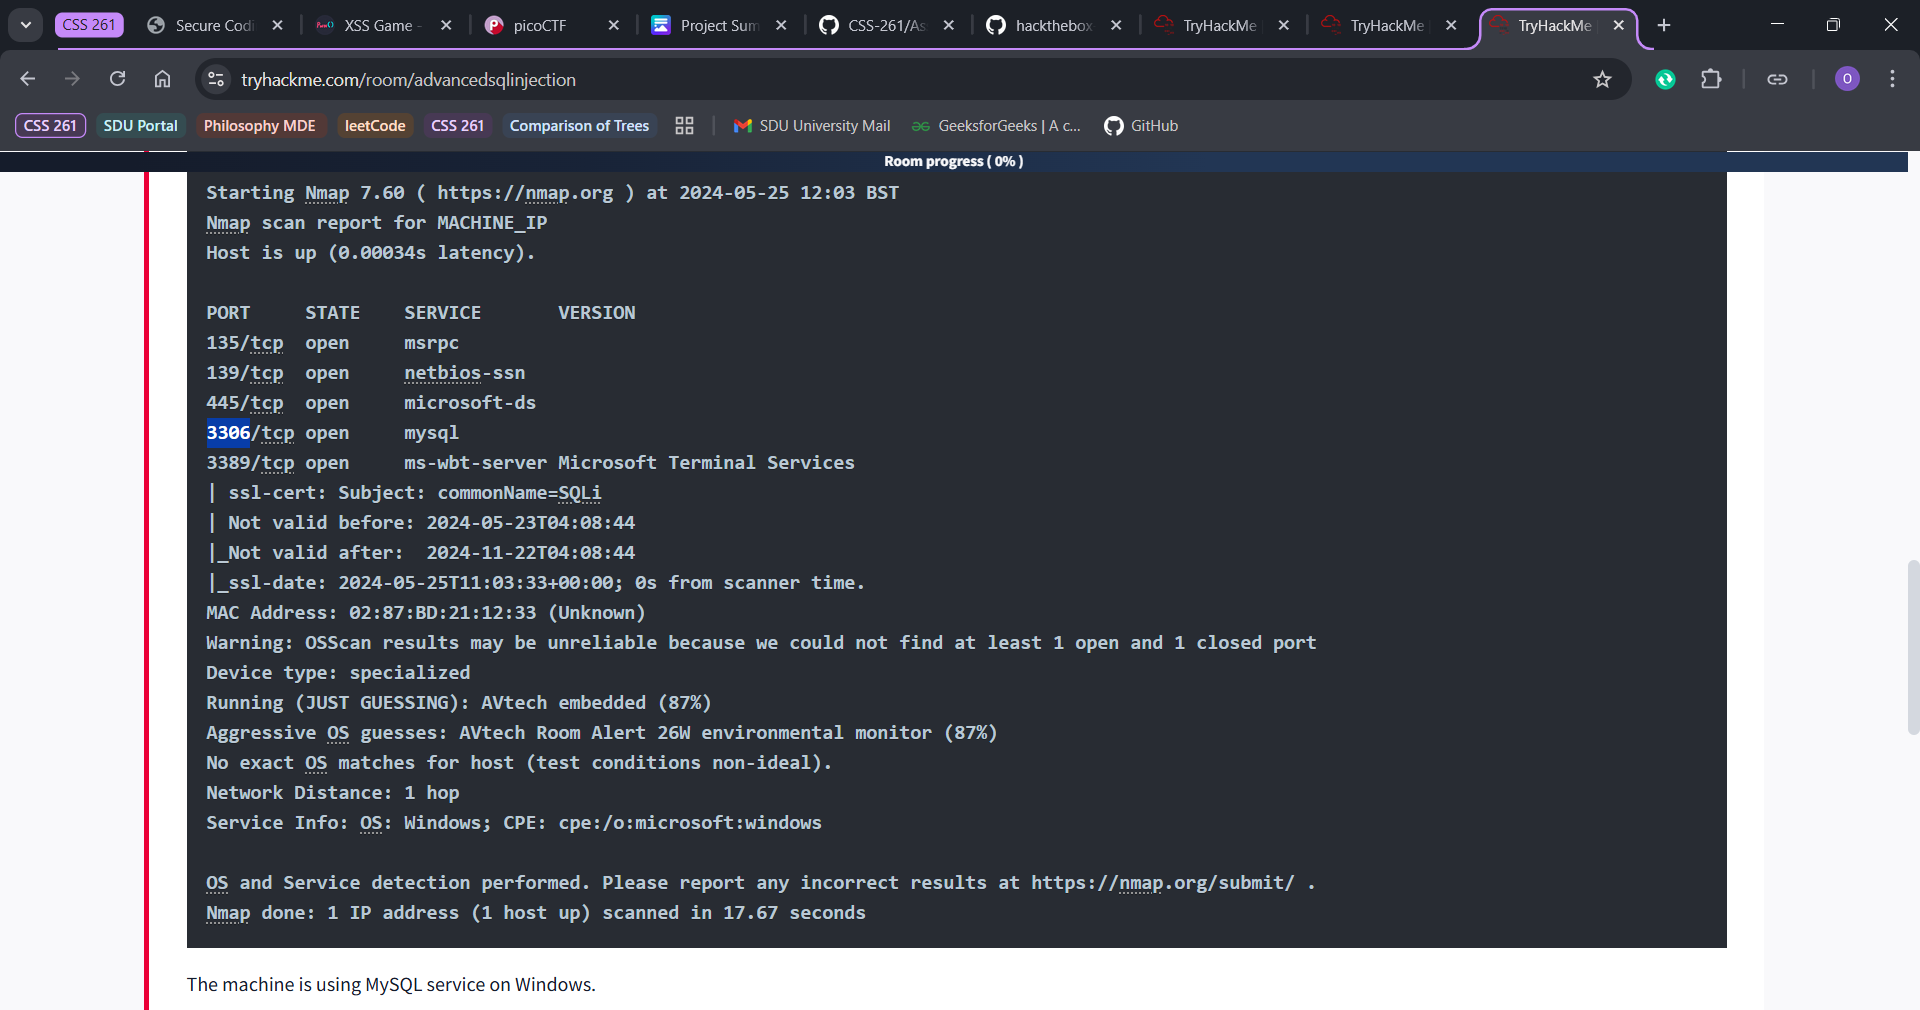 CSS 261
Secure Codi
XSS Game -
picoCTF
Project Sum
CSS-261/As
hackthebox
TryHackMe
TryHackMe
TryHackMe
tryhackme.com/room/advancedsqlinjection
O
CSS 261
SDU Portal
Philosophy MDE
leetCode
CSS 261
Comparison of Trees
SDU University Mail
GeeksforGeeks | A c...
GitHub
Room progress ( 0% )
Starting Nmap 7.60 ( https://nmap.org ) at 2024-05-25 12:03 BST
Nmap scan report for MACHINE_IP
Host is up (0.00034s latency).
PORT     STATE    SERVICE       VERSION
135/tcp  open     msrpc
139/tcp  open     netbios-ssn
445/tcp  open     microsoft-ds
3306/tcp open     mysql
3389/tcp open     ms-wbt-server Microsoft Terminal Services
| ssl-cert: Subject: commonName=SQLi
| Not valid before: 2024-05-23T04:08:44
|_Not valid after:  2024-11-22T04:08:44
|_ssl-date: 2024-05-25T11:03:33+00:00; 0s from scanner time.
MAC Address: 02:87:BD:21:12:33 (Unknown)
Warning: OSScan results may be unreliable because we could not find at least 1 open and 1 closed port
Device type: specialized
Running (JUST GUESSING): AVtech embedded (87%)
Aggressive OS guesses: AVtech Room Alert 26W environmental monitor (87%)
No exact OS matches for host (test conditions non-ideal).
Network Distance: 1 hop
Service Info: OS: Windows; CPE: cpe:/o:microsoft:windows
OS and Service detection performed. Please report any incorrect results at https://nmap.org/submit/ .
Nmap done: 1 IP address (1 host up) scanned in 17.67 seconds
The machine is using MySQL service on Windows.